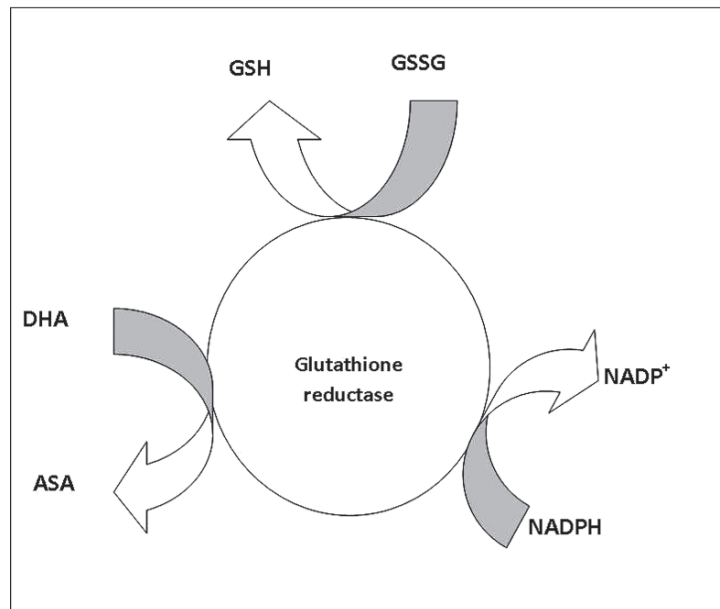 GSH
GSSG
DHA
Glutathione
reductase
NADP⁺
ASA
NADPH